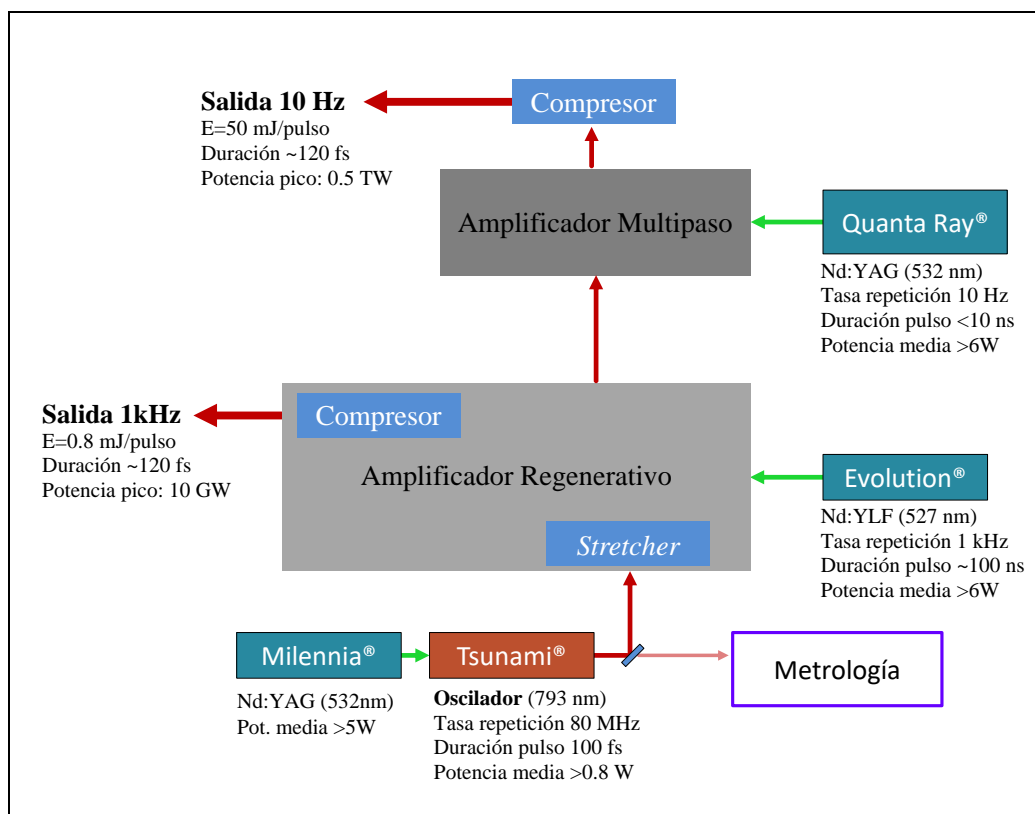 Salida 10 Hz
E=50 mJ/pulso
Duración ~120 fs
Potencia pico: 0.5 TW
Compresor
Amplificador Multipaso
Quanta Ray®
Nd:YAG (532 nm)
Tasa repetición 10 Hz
Duración pulso <10 ns
Potencia media >6W
Salida 1kHz
E=0.8 mJ/pulso
Duración ~120 fs
Potencia pico: 10 GW
Compresor
Amplificador Regenerativo
Stretcher
Evolution®
Nd:YLF (527 nm)
Tasa repetición 1 kHz
Duración pulso ~100 ns
Potencia media >6W
Milennia®
Nd:YAG (532nm)
Pot. media >5W
Tsunami®
Oscilador (793 nm)
Tasa repetición 80 MHz
Duración pulso 100 fs
Potencia media >0.8 W
Metrología